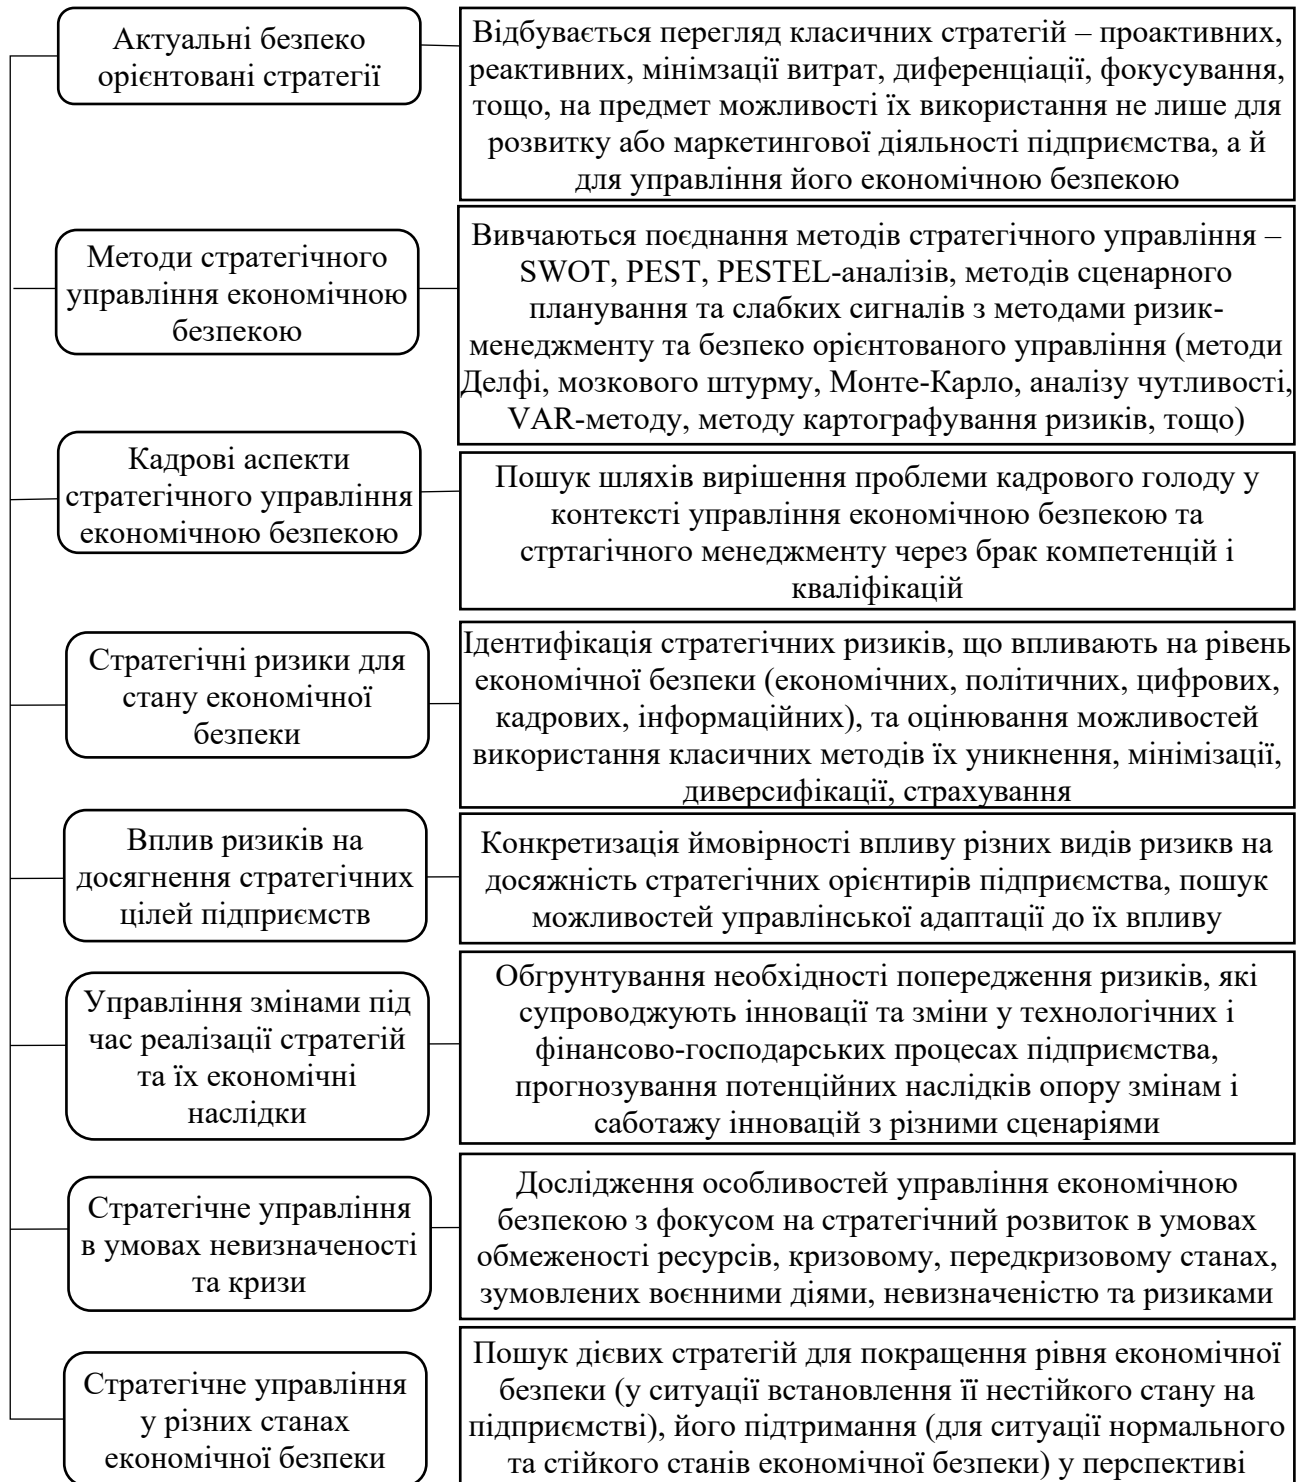 Актуальні безпеко
орієнтовані стратегії
Відбувається перегляд класичних стратегій – проактивних,
реактивних, мінімзації витрат, диференціації, фокусування,
тощо, на предмет можливості їх використання не лише для
розвитку або маркетингової діяльності підприємства, а й
для управління його економічною безпекою
Методи стратегічного
управління економічною
безпекою
Вивчаються поєднання методів стратегічного управління –
SWOT, PEST, PESTEL-аналізів, методів сценарного
планування та слабких сигналів з методами ризик-
менеджменту та безпеко орієнтованого управління (методи
Делфі, мозкового штурму, Монте-Карло, аналізу чутливості,
VAR-методу, методу картографування ризиків, тощо)
Кадрові аспекти
стратегічного управління
економічною безпекою
Пошук шляхів вирішення проблеми кадрового голоду у
контексті управління економічною безпекою та
стртагічного менеджменту через брак компетенцій і
кваліфікацій
Стратегічні ризики для
стану економічної
безпеки
Ідентифікація стратегічних ризиків, що впливають на рівень
економічної безпеки (економічних, політичних, цифрових,
кадрових, інформаційних), та оцінювання можливостей
використання класичних методів їх уникнення, мінімізації,
диверсифікації, страхування
Вплив ризиків на
досягнення стратегічних
цілей підприємств
Конкретизація ймовірності впливу різних видів ризикв на
досяжність стратегічних орієнтирів підприємства, пошук
можливостей управлінської адаптації до їх впливу
Управління змінами під
час реалізації стратегій
та їх економічні
наслідки
Обгрунтування необхідності попередження ризиків, які
супроводжують інновації та зміни у технологічних і
фінансово-господарських процесах підприємства,
прогнозування потенційних наслідків опору змінам і
саботажу інновацій з різними сценаріями
Стратегічне управління
в умовах невизначеності
та кризи
Дослідження особливостей управління економічною
безпекою з фокусом на стратегічний розвиток в умовах
обмеженості ресурсів, кризовому, передкризовому станах,
зумовлених воєнними діями, невизначеністю та ризиками
Стратегічне управління
у різних станах
економічної безпеки
Пошук дієвих стратегій для покращення рівня економічної
безпеки (у ситуації встановлення її нестійкого стану на
підприємстві), його підтримання (для ситуації нормального
та стійкого станів економічної безпеки) у перспективі